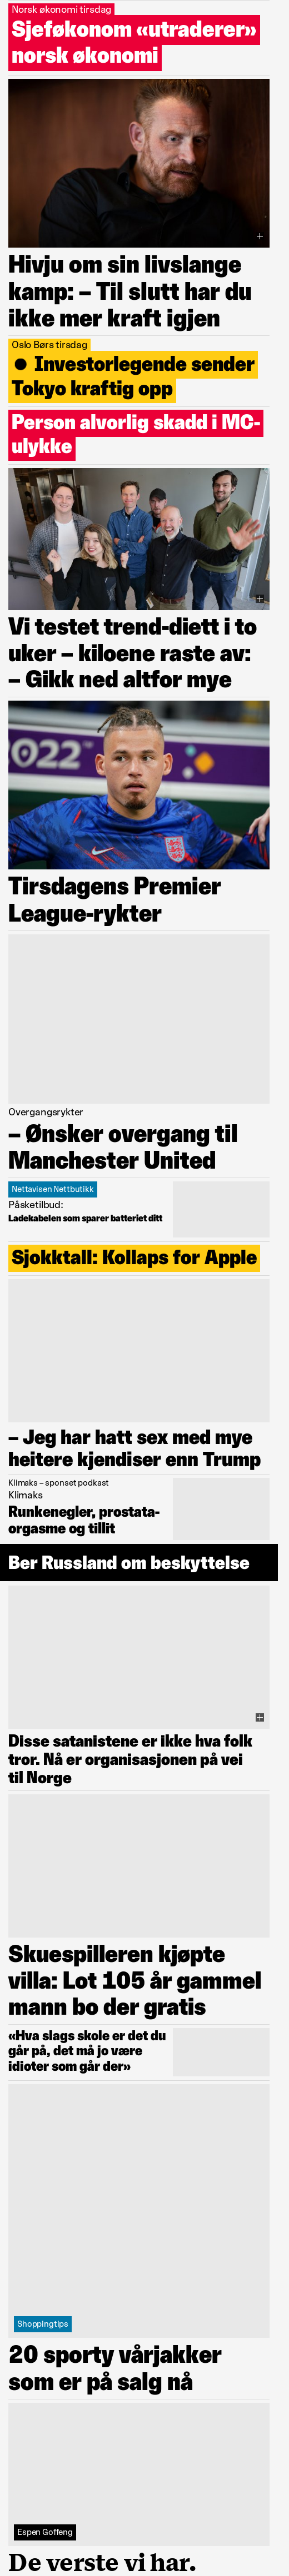 Norsk økonomi tirsdag
Sjeføkonom «utraderer»
norsk økonomi
Hivju om sin livslange
kamp: – Til slutt har du
ikke mer kraft igjen
Oslo Børs tirsdag
● Investorlegende sender
Tokyo kraftig opp
Person alvorlig skadd i MC-
ulykke
Vi testet trend-diett i to
uker – kiloene raste av:
– Gikk ned altfor mye
2022
Tirsdagens Premier
League-rykter
Overgangsrykter
– Ønsker overgang til
Manchester United
Nettavisen Nettbutikk
Påsketilbud:
Ladekabelen som sparer batteriet ditt
Sjokktall: Kollaps for Apple
– Jeg har hatt sex med mye
heitere kjendiser enn Trump
Klimaks – sponset podkast
Klimaks
Runkenegler, prostata-
orgasme og tillit
Ber Russland om beskyttelse
Disse satanistene er ikke hva folk
tror. Nå er organisasjonen på vei
til Norge
Skuespilleren kjøpte
villa: Lot 105 år gammel
mann bo der gratis
«Hva slags skole er det du
går på, det må jo være
idioter som går der»
Shoppingtips
20 sporty vårjakker
som er på salg nå
Espen Goffeng
De verste vi har.